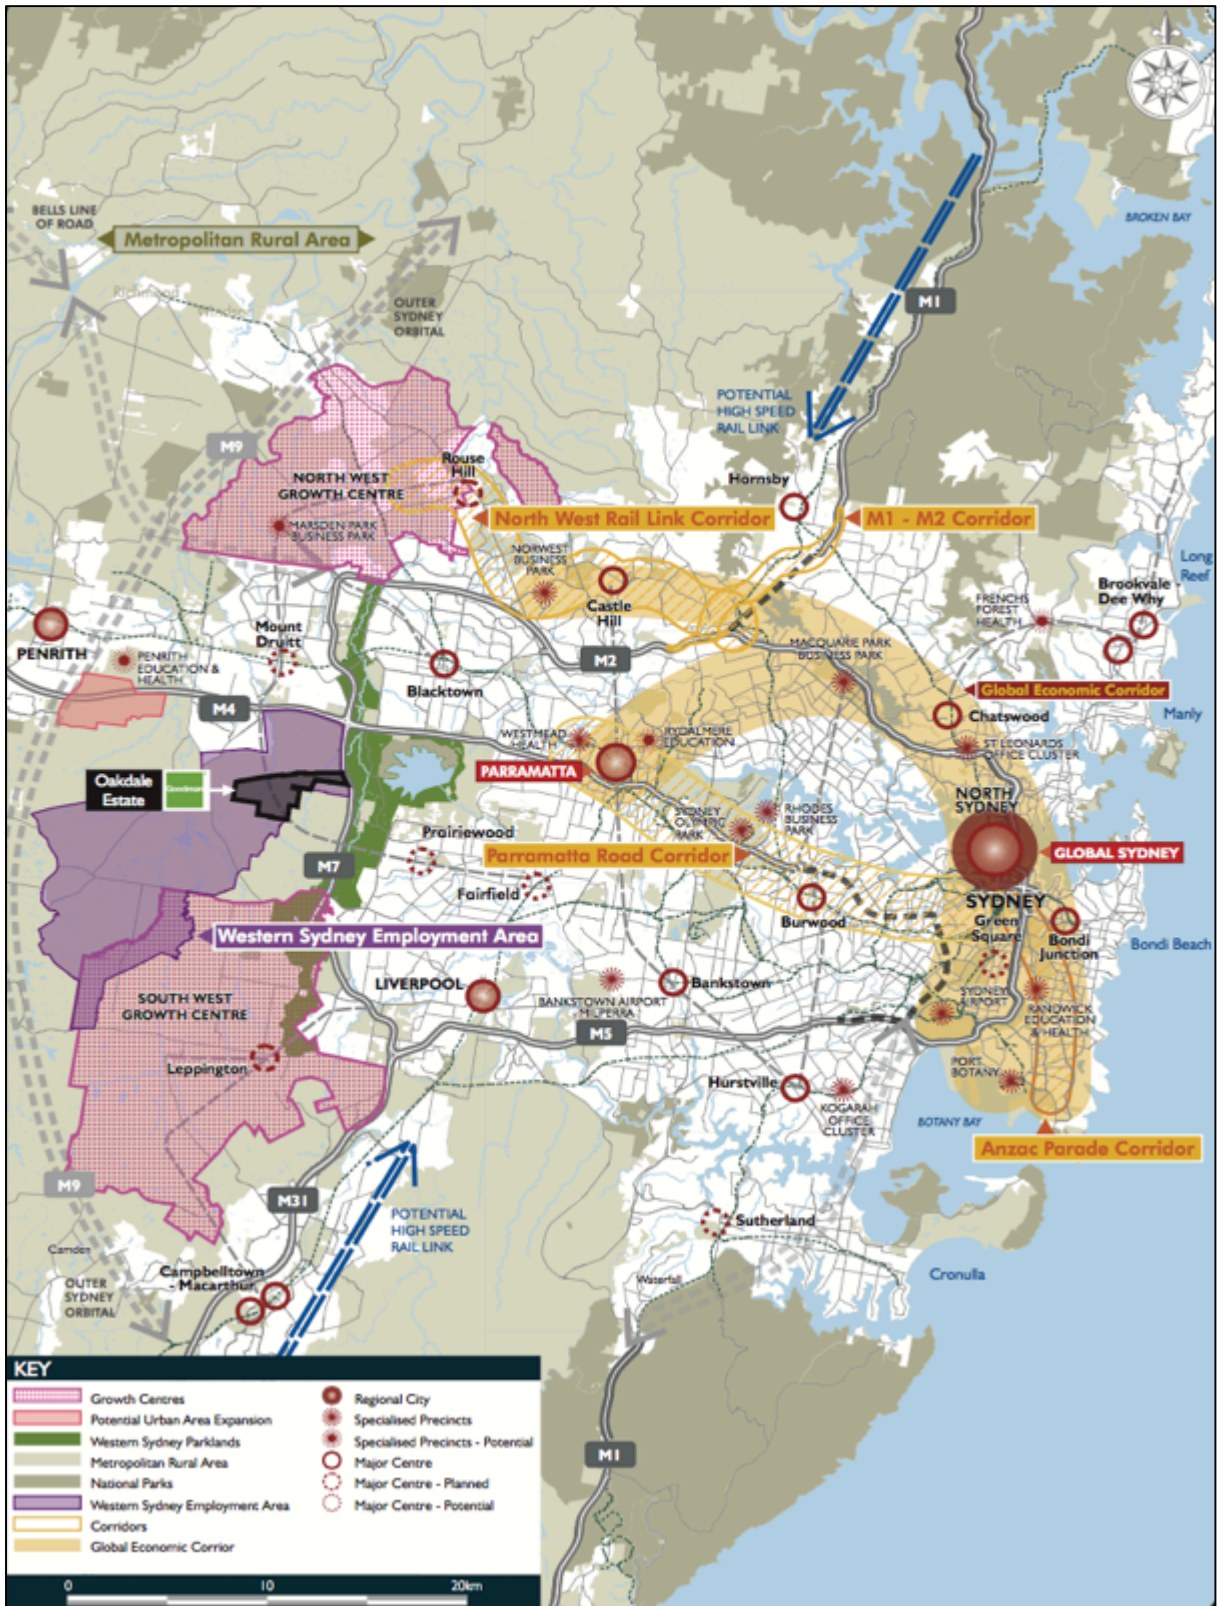 BROKEN BAY
BELLS LINE
OF ROAD
Metropolitan Rural Area
Richmond
OUTER
SYDNEY
ORBITAL
M1
POTENTIAL
HIGH SPEED
RAIL LINK
M9
Rouse
Hill
NORTH WEST
GROWTH CENTRE
Hornsby
North West Rail Link Corridor
M1 - M2 Corridor
MARSDEN PARK
BUSINESS PARK
NORWEST
BUSINESS
PARK
Long
Reef
Brookvale -
Dee Why
Castle
Hill
FRENCHS
FOREST
HEALTH
PENRITH
Mount
Druitt
PENRITH
EDUCATION &
HEALTH
M2
MACQUARIE PARK
BUSINESS PARK
Blacktown
Global Economic Corridor
M4
Chatswood
Manly
WESTMEAD
HEALTH
RYDALMERE
EDUCATION
ST LEONARDS
OFFICE CLUSTER
PARRAMATTA
Oakdale
Estate
Goodman
NORTH
SYDNEY
SYDNEY
OLYMPIC
PARK
RHODES
BUSINESS
PARK
Prairiewood
Parramatta Road Corridor
GLOBAL SYDNEY
M7
Fairfield
SYDNEY
Burwood
Green
Square
Bondi
Junction
Bondi Beach
Western Sydney Employment Area
LIVERPOOL
Bankstown
SOUTH WEST
GROWTH CENTRE
BANKSTOWN AIRPORT
- MILPERRA
SYDNEY
AIRPORT
RANDWICK
EDUCATION
& HEALTH
M5
Leppington
PORT
BOTANY
Hurstville
KOGARAH
OFFICE
CLUSTER
BOTANY BAY
Anzac Parade Corridor
M9
M31
POTENTIAL
HIGH SPEED
RAIL LINK
Sutherland
Camden
Campbelltown
- Macarthur
Waterfall
Cronulla
OUTER
SYDNEY
ORBITAL
M1
KEY
Growth Centres
Potential Urban Area Expansion
Western Sydney Parklands
Metropolitan Rural Area
National Parks
Western Sydney Employment Area
Corridors
Global Economic Corrior
Regional City
Specialised Precincts
Specialised Precincts - Potential
Major Centre
Major Centre - Planned
Major Centre - Potential
0 10 20km